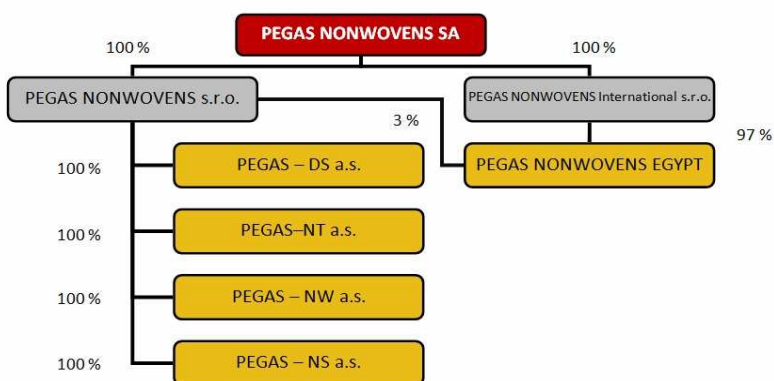 PEGAS NONWOVENS SA
100 %
100 %
PEGAS NONWOVENS s.r.o.
PEGAS NONWOVENS International s.r.o.
3 %
97 %
100 %
PEGAS – DS a.s.
PEGAS NONWOVENS EGYPT
100 %
PEGAS–NT a.s.
100 %
PEGAS – NW a.s.
100 %
PEGAS – NS a.s.